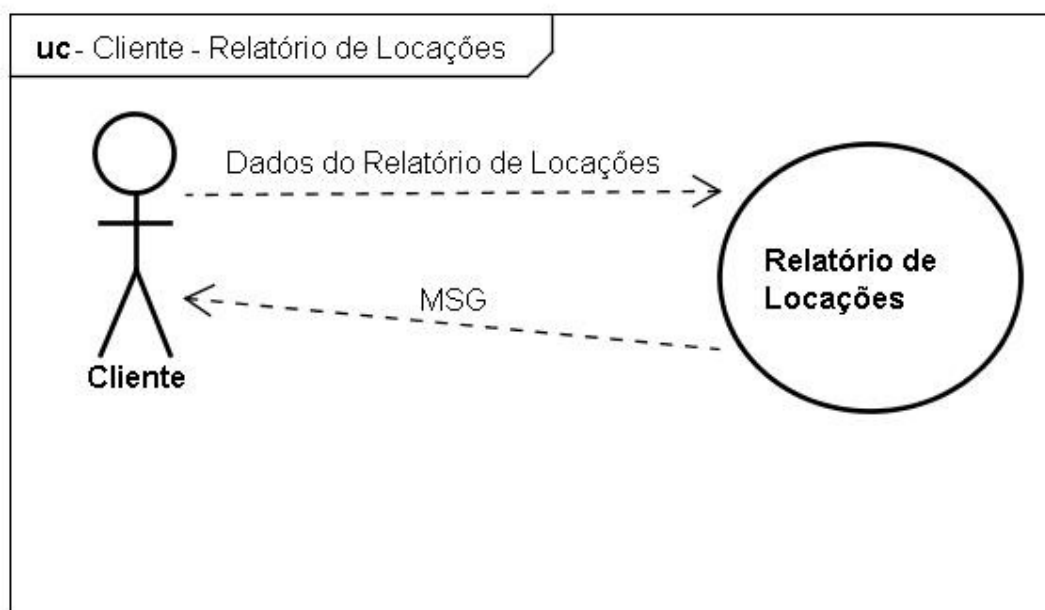 uc - Cliente - Relatório de Locações
Dados do Relatório de Locações
MSG
Relatório de
Locações
Cliente